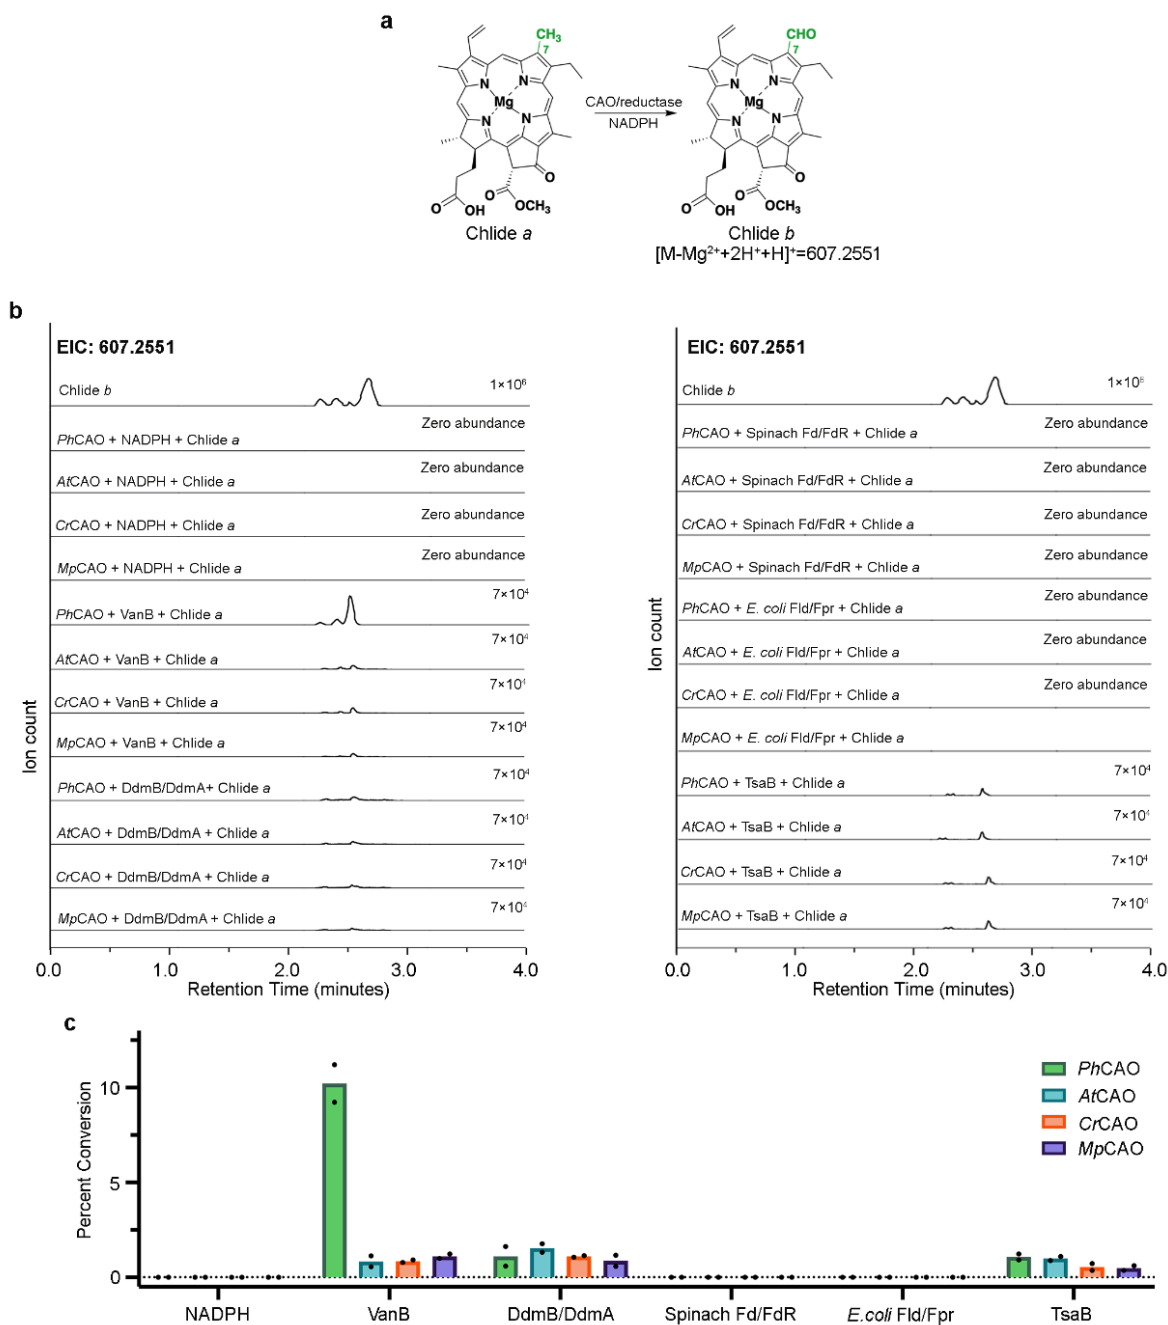 a
CH₃
7
N
N
Mg
N
N
O
OH
O
OCH₃
O
Chlide a
CAO/reductase
NADPH
CHO
7
N
N
Mg
N
N
O
OH
O
OCH₃
O
Chlide b
[M-Mg²⁺+2H⁺+H]⁺=607.2551
b
EIC: 607.2551
Chlide b 1×10⁶
PhCAO + NADPH + Chlide a Zero abundance
AtCAO + NADPH + Chlide a Zero abundance
CrCAO + NADPH + Chlide a Zero abundance
MpCAO + NADPH + Chlide a Zero abundance
PhCAO + VanB + Chlide a 7×10⁴
AtCAO + VanB + Chlide a 7×10⁴
CrCAO + VanB + Chlide a 7×10⁴
MpCAO + VanB + Chlide a 7×10⁴
PhCAO + DdmB/DdmA+ Chlide a 7×10⁴
AtCAO + DdmB/DdmA + Chlide a 7×10⁴
CrCAO + DdmB/DdmA + Chlide a 7×10⁴
MpCAO + DdmB/DdmA + Chlide a 7×10⁴
Ion count
0.0 1.0 2.0 3.0 4.0
Retention Time (minutes)
EIC: 607.2551
Chlide b 1×10⁶
PhCAO + Spinach Fd/FdR + Chlide a Zero abundance
AtCAO + Spinach Fd/FdR + Chlide a Zero abundance
CrCAO + Spinach Fd/FdR + Chlide a Zero abundance
MpCAO + Spinach Fd/FdR + Chlide a Zero abundance
PhCAO + E. coli Fld/Fpr + Chlide a Zero abundance
AtCAO + E. coli Fld/Fpr + Chlide a Zero abundance
CrCAO + E. coli Fld/Fpr + Chlide a Zero abundance
MpCAO + E. coli Fld/Fpr + Chlide a
PhCAO + TsaB + Chlide a 7×10⁴
AtCAO + TsaB + Chlide a 7×10⁴
CrCAO + TsaB + Chlide a 7×10⁴
MpCAO + TsaB + Chlide a 7×10⁴
Ion count
0.0 1.0 2.0 3.0 4.0
Retention Time (minutes)
c
Percent Conversion
10
5
0
NADPH VanB DdmB/DdmA Spinach Fd/FdR E.coli Fld/Fpr TsaB
PhCAO
AtCAO
CrCAO
MpCAO